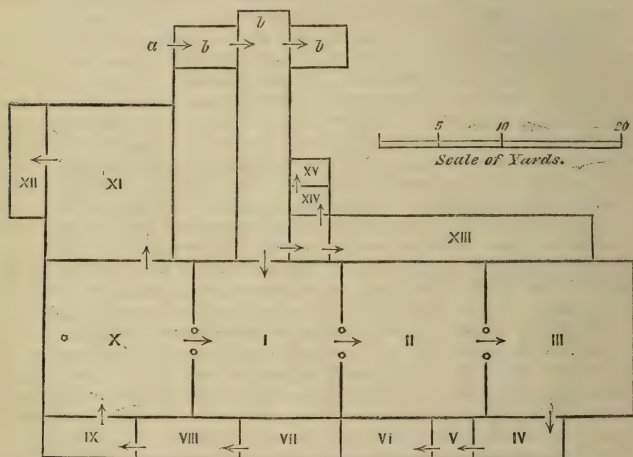 b
a b b
5 10 20
Scale of Yards.
XII XI XV
XIV
XIII
X I II III
IX VIII VII VI V IV